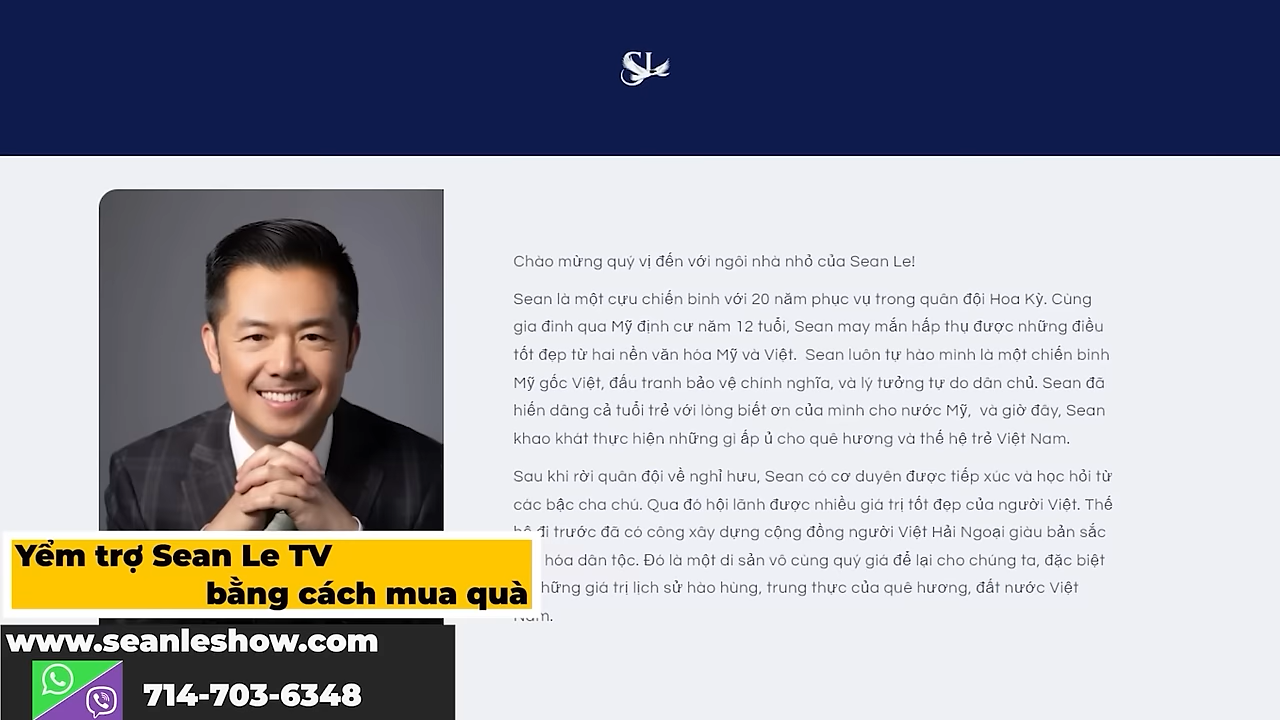 SL
Chào mừng quý vị đến với ngôi nhà nhỏ của Sean Le!
Sean là một cựu chiến binh với 20 năm phục vụ trong quân đội Hoa Kỳ. Cùng
gia đình qua Mỹ định cư năm 12 tuổi, Sean may mắn hấp thụ được những điều
tốt đẹp từ hai nền văn hóa Mỹ và Việt. Sean luôn tự hào mình là một chiến binh
Mỹ gốc Việt, đấu tranh bảo vệ chính nghĩa, và lý tưởng tự do dân chủ. Sean đã
hiến dâng cả tuổi trẻ với lòng biết ơn của mình cho nước Mỹ, và giờ đây, Sean
khao khát thực hiện những gì ấp ủ cho quê hương và thế hệ trẻ Việt Nam.
Sau khi rời quân đội về nghỉ hưu, Sean có cơ duyên được tiếp xúc và học hỏi từ
các bậc cha chú. Qua đó hội lãnh được nhiều giá trị tốt đẹp của người Việt. Thế
hệ đi trước đã có công xây dựng cộng đồng người Việt Hải Ngoại giàu bản sắc
hóa dân tộc. Đó là một di sản vô cùng quý giá để lại cho chúng ta, đặc biệt
những giá trị lịch sử hào hùng, trung thực của quê hương, đất nước Việt
Nam.
Yểm trợ Sean Le TV
bằng cách mua quà
www.seanleshow.com
714-703-6348